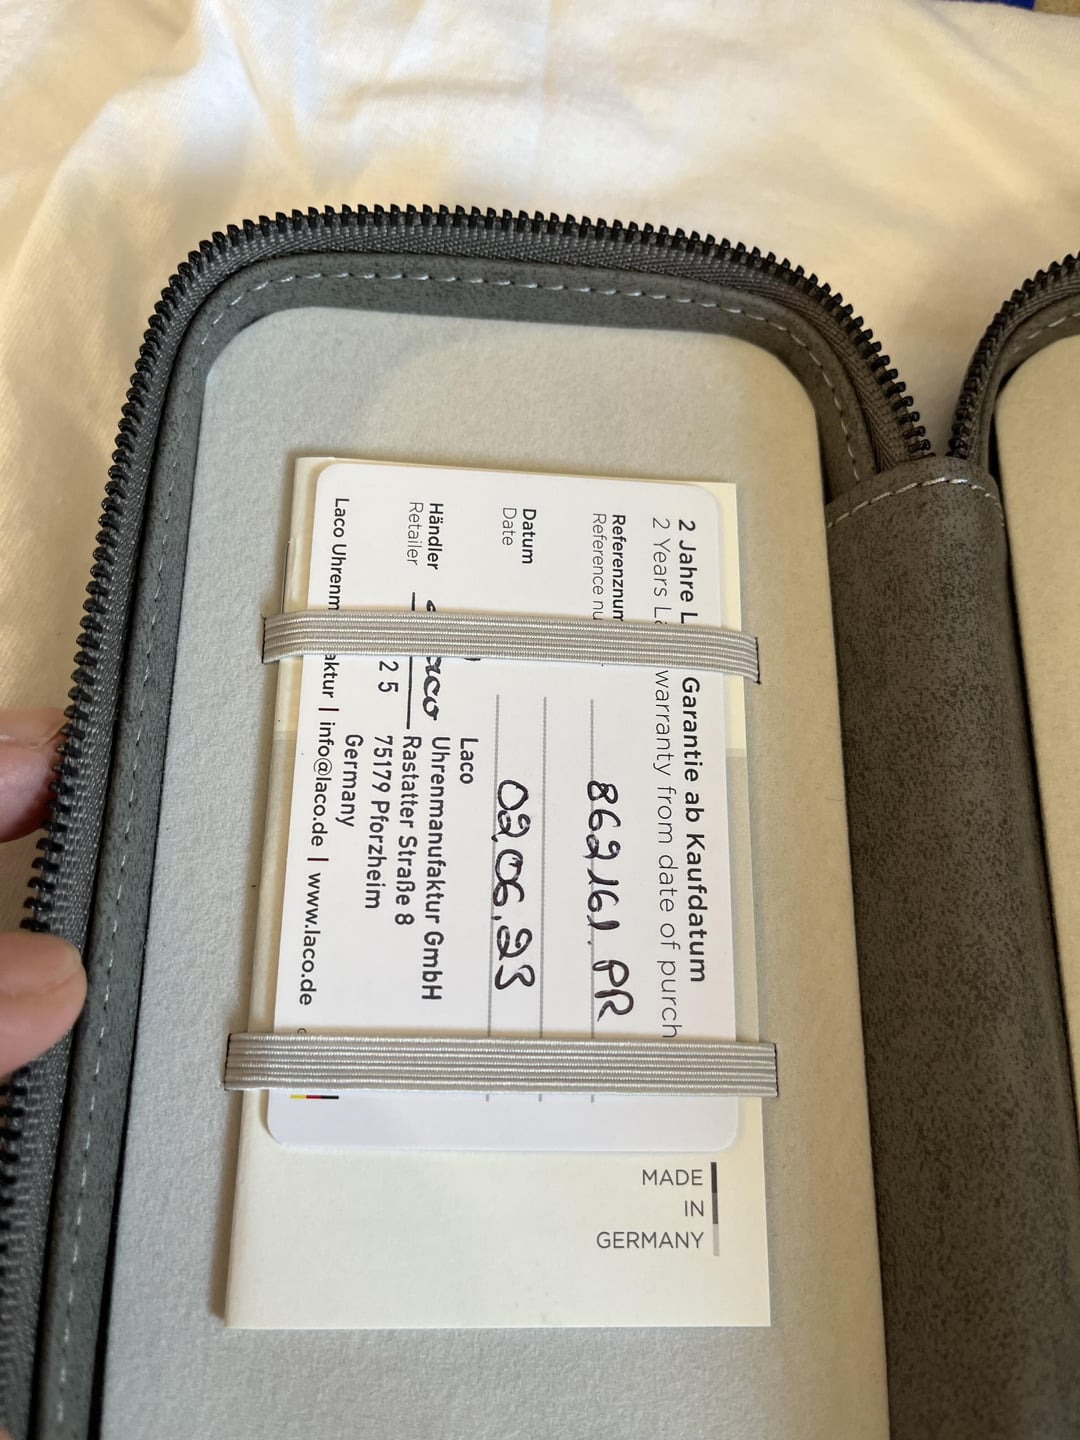 2 Jahre L Garantie ab Kaufdatum
2 Years L warranty from date of purch
Referenznum
Reference nu
862161.PR
Datum
Date
02.06.23
Händler
Retailer
Laco
Uhrenmanufaktur GmbH
Rastatter Straße 8
25 75179 Pforzheim
Germany
Laco Uhrenm aktur | info@laco.de | www.laco.de
MADE
IN
GERMANY